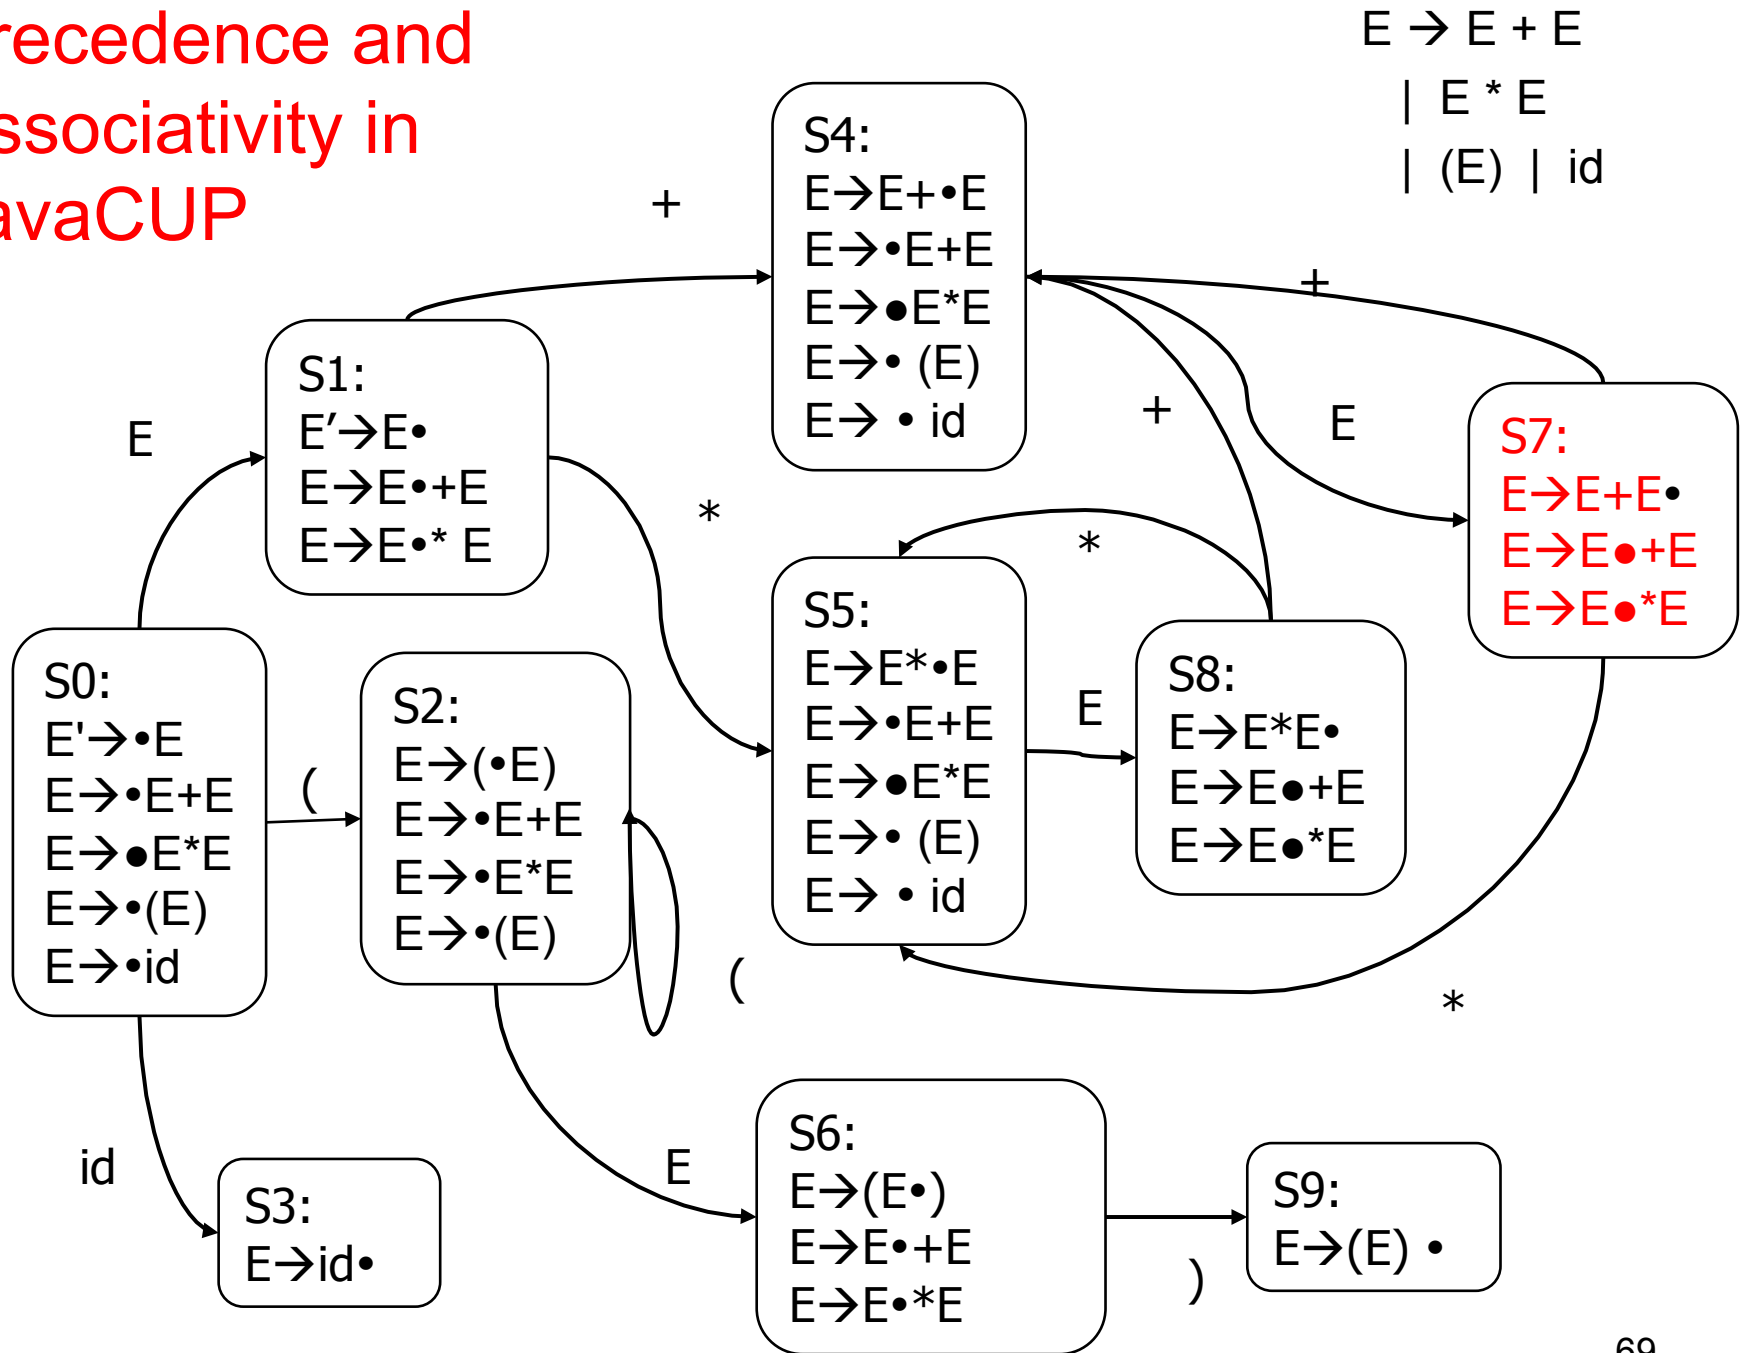 recedence and
ssociativity in
avaCUP
E → E + E
| E * E
| (E) | id
S4:
E→E+•E
E→•E+E
E→●E*E
E→• (E)
E→ • id
+
+
S1:
E′→E•
E→E•+E
E→E•* E
E
*
+
E
S7:
E→E+E•
E→E●+E
E→E●*E
*
S5:
E→E*•E
E→•E+E
E→●E*E
E→• (E)
E→ • id
E
S8:
E→E*E•
E→E●+E
E→E●*E
S0:
E'→•E
E→•E+E
E→●E*E
E→•(E)
E→•id
(
S2:
E→(•E)
E→•E+E
E→•E*E
E→•(E)
(
*
id
S3:
E→id•
E
S6:
E→(E•)
E→E•+E
E→E•*E
)
S9:
E→(E) •
69